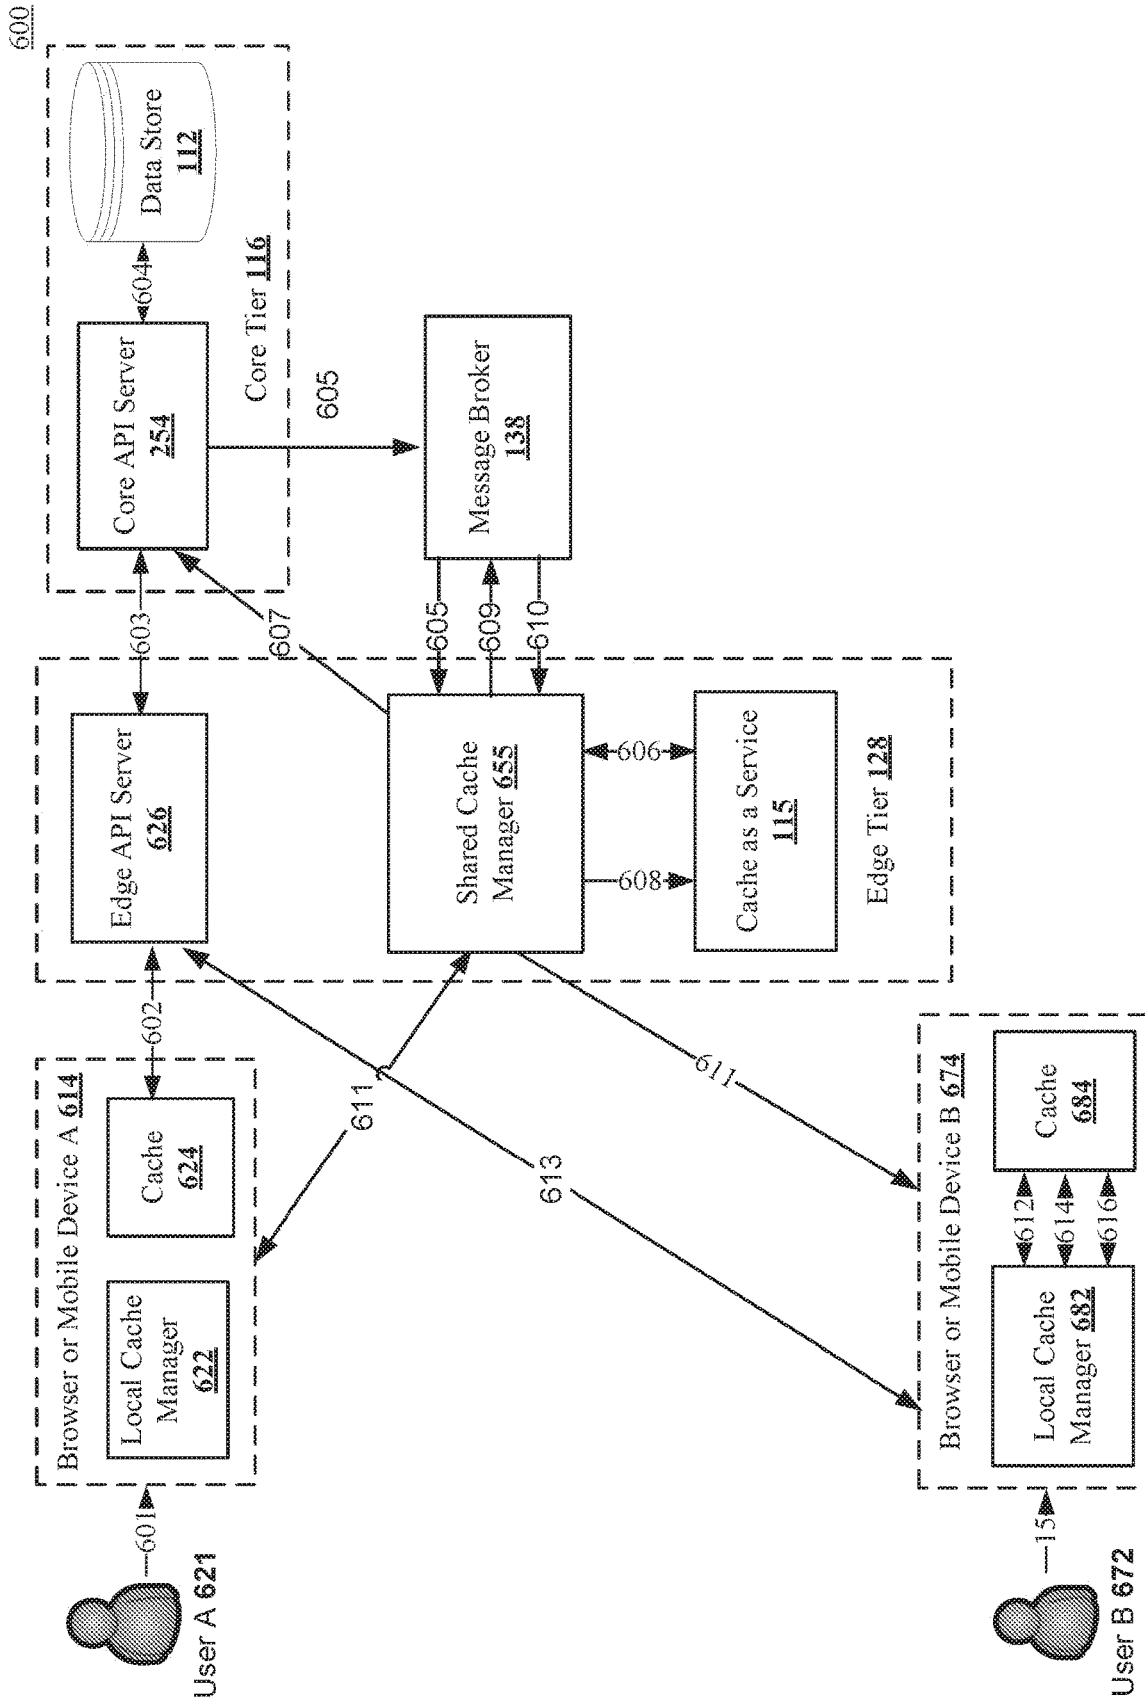 600
User A 621
601
Browser or Mobile Device A 614
Local Cache
Manager
622
Cache
624
602
Edge API Server
626
603
Core API Server
254
604
Data Store
112
Core Tier 116
605
607
611
613
Shared Cache
Manager 655
605
609
610
Message Broker
138
608
606
Cache as a Service
115
Edge Tier 128
611
User B 672
15
Browser or Mobile Device B 674
Local Cache
Manager 682
612
614
616
Cache
684